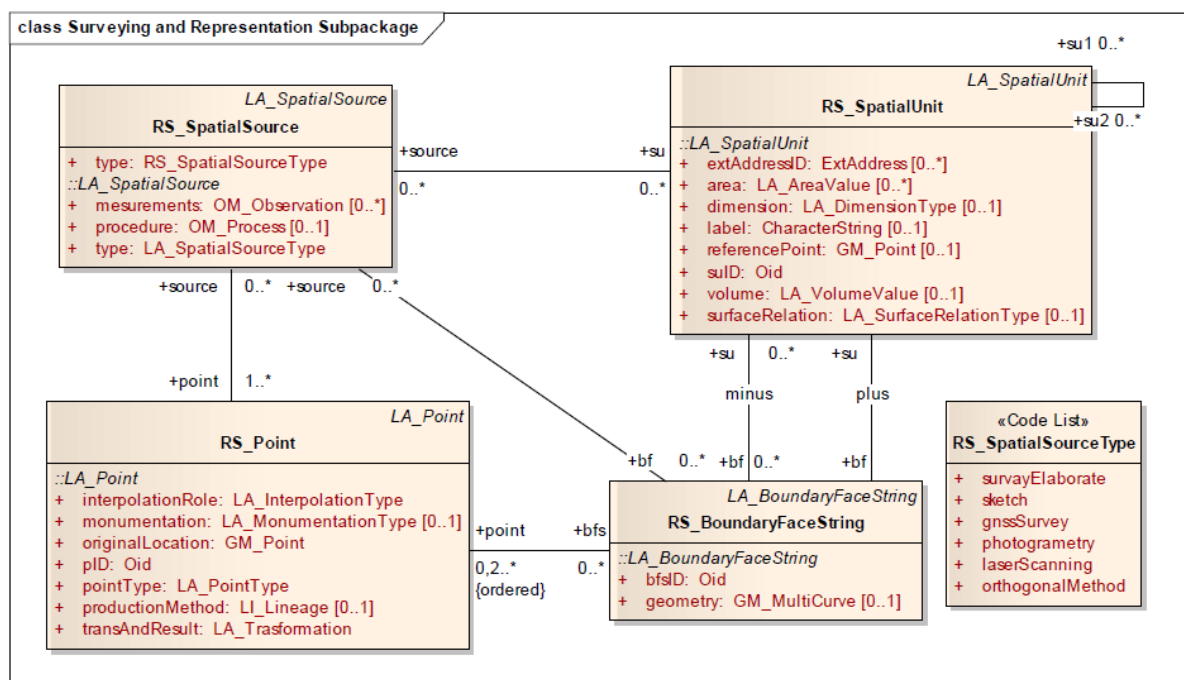 class Surveying and Representation Subpackage
+su1 0..*
LA_SpatialUnit
RS_SpatialUnit
+su2 0..*
::LA_SpatialUnit
+ extAddressID: ExtAddress [0..*]
+ area: LA_AreaValue [0..*]
+ dimension: LA_DimensionType [0..1]
+ label: CharacterString [0..1]
+ referencePoint: GM_Point [0..1]
+ suID: Oid
+ volume: LA_VolumeValue [0..1]
+ surfaceRelation: LA_SurfaceRelationType [0..1]
LA_SpatialSource
RS_SpatialSource
+ type: RS_SpatialSourceType
::LA_SpatialSource
+ mesurements: OM_Observation [0..*]
+ procedure: OM_Process [0..1]
+ type: LA_SpatialSourceType
+source
0..*
+su
0..*
+source 0..*
+source 0..*
+point 1..*
+su 0..*
+su
minus
plus
+bf 0..*
+bf 0..*
+bf
LA_Point
RS_Point
::LA_Point
+ interpolationRole: LA_InterpolationType
+ monumentation: LA_MonumentationType [0..1]
+ originalLocation: GM_Point
+ pID: Oid
+ pointType: LA_PointType
+ productionMethod: LI_Lineage [0..1]
+ transAndResult: LA_Trasformation
+point
0,2..*
{ordered}
+bfs
0..*
LA_BoundaryFaceString
RS_BoundaryFaceString
::LA_BoundaryFaceString
+ bfsID: Oid
+ geometry: GM_MultiCurve [0..1]
«Code List»
RS_SpatialSourceType
+ survayElaborate
+ sketch
+ gnssSurvey
+ photogrametry
+ laserScanning
+ orthogonalMethod